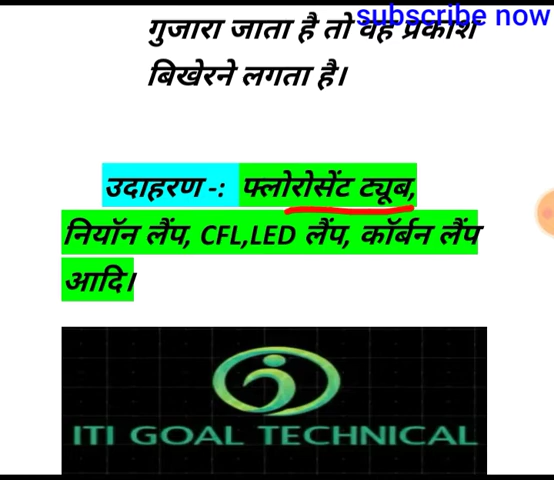 subscribe now
गुजारा जाता है तो वह प्रकाश
बिखेरने लगता है।
उदाहरण -: फ्लोरोसेंट ट्यूब,
नियॉन लैंप, CFL,LED लैंप, कॉर्बन लैंप
आदि।
ITI GOAL TECHNICAL